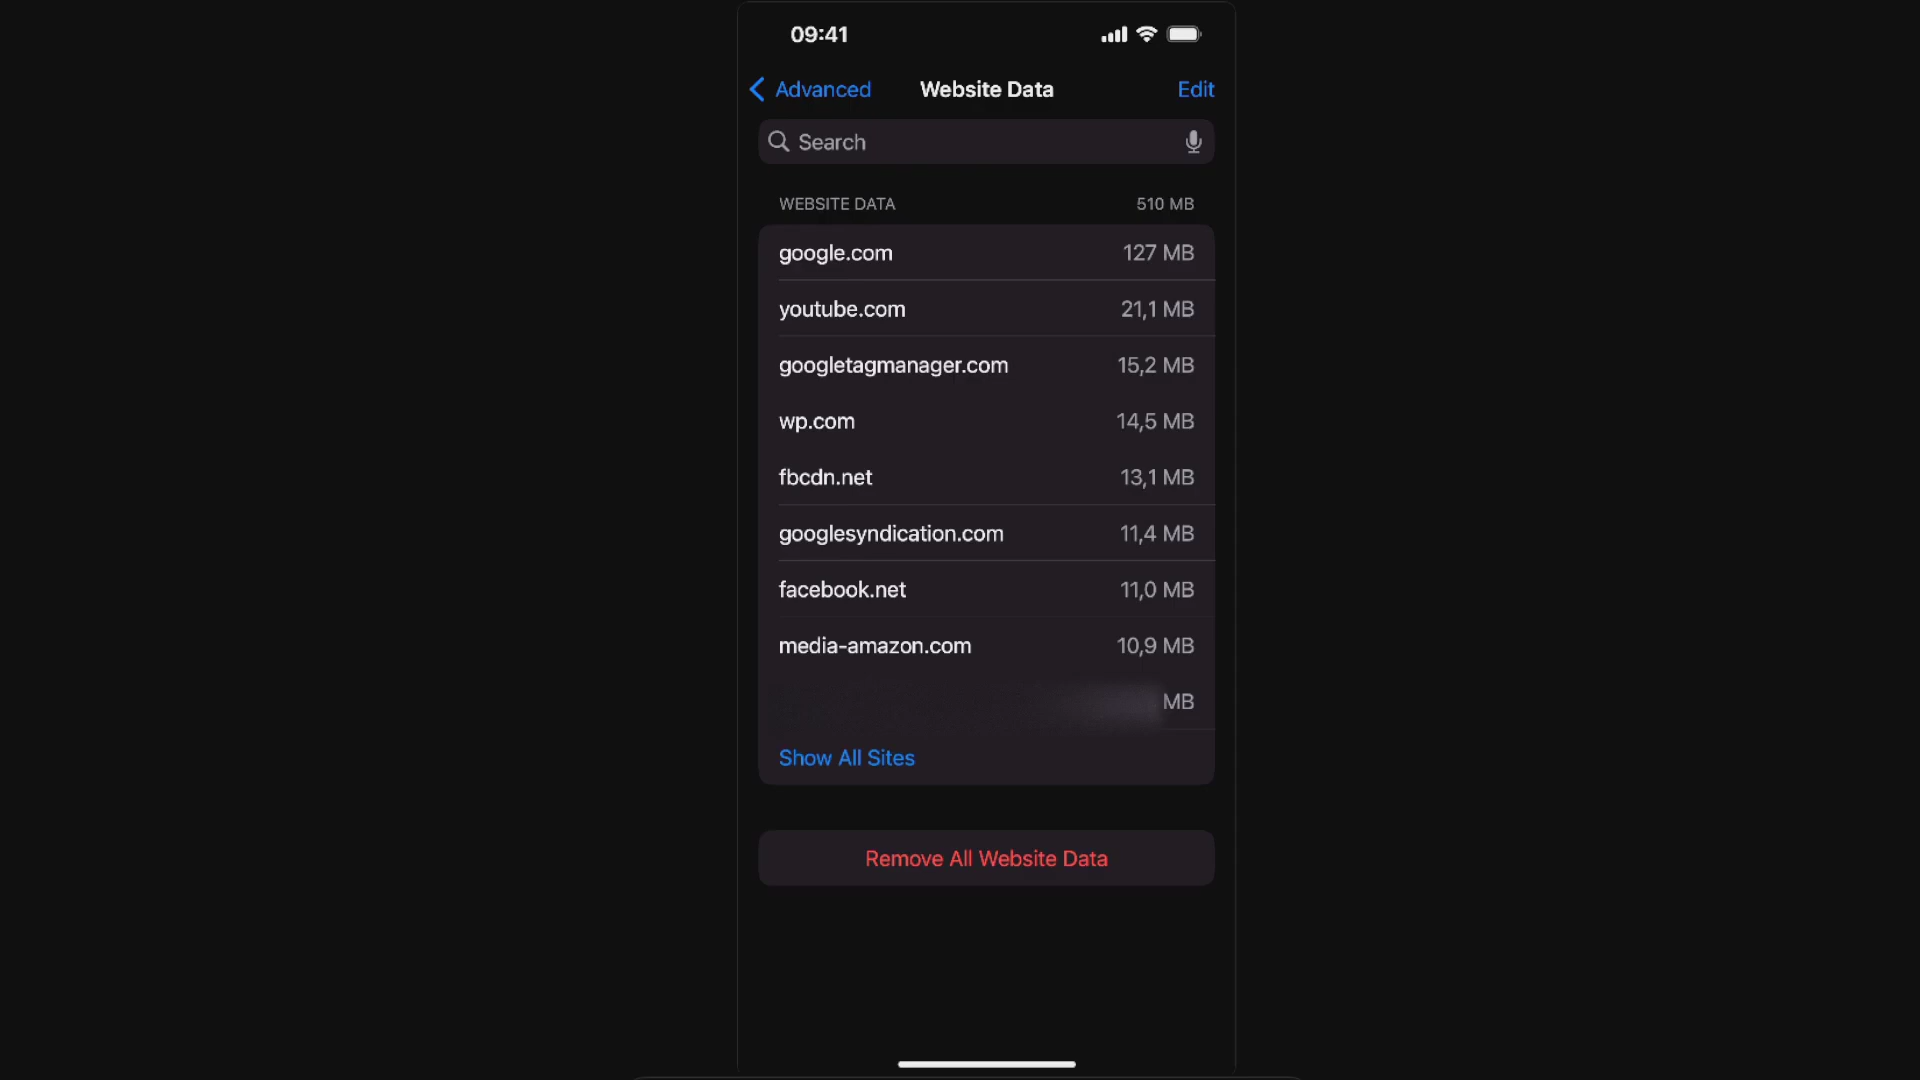 09:41
Advanced Website Data Edit
Search
WEBSITE DATA 510 MB
google.com 127 MB
youtube.com 21,1 MB
googletagmanager.com 15,2 MB
wp.com 14,5 MB
fbcdn.net 13,1 MB
googlesyndication.com 11,4 MB
facebook.net 11,0 MB
media-amazon.com 10,9 MB
MB
Show All Sites
Remove All Website Data